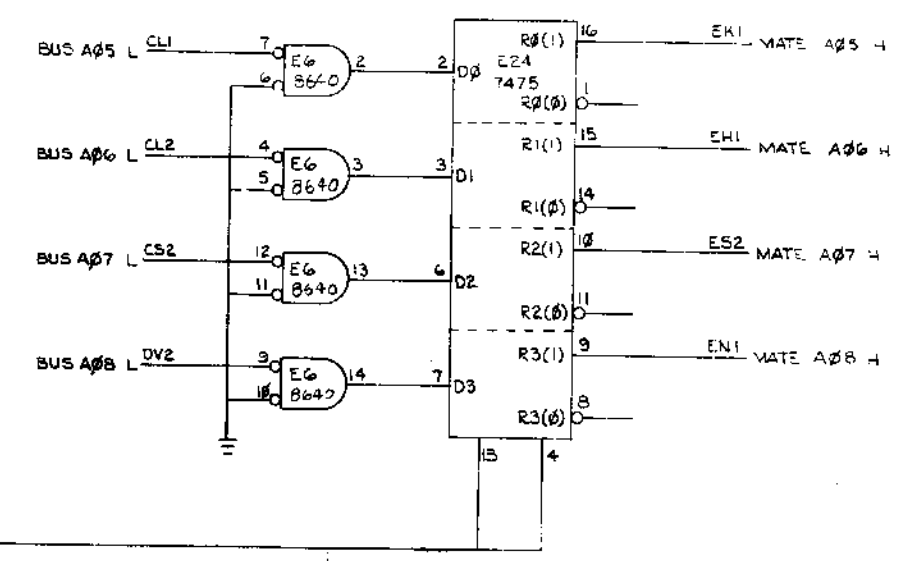 BUS AØ5 L CL1 7 E6 2 2 DØ RØ(1) 16 EK1 MATE AØ5 H
6 8640 E24
7475
RØ(Ø) 1
BUS AØ6 L CL2 4 E6 3 3 D1 R1(1) 15 EH1 MATE AØ6 H
5 8640
R1(Ø) 14
BUS AØ7 L CS2 12 E6 13 6 D2 R2(1) 1Ø ES2 MATE AØ7 H
11 8640
R2(Ø) 11
BUS AØ8 L DV2 9 E6 14 7 D3 R3(1) 9 EN1 MATE AØ8 H
1Ø 8640
R3(Ø) 8
13 4